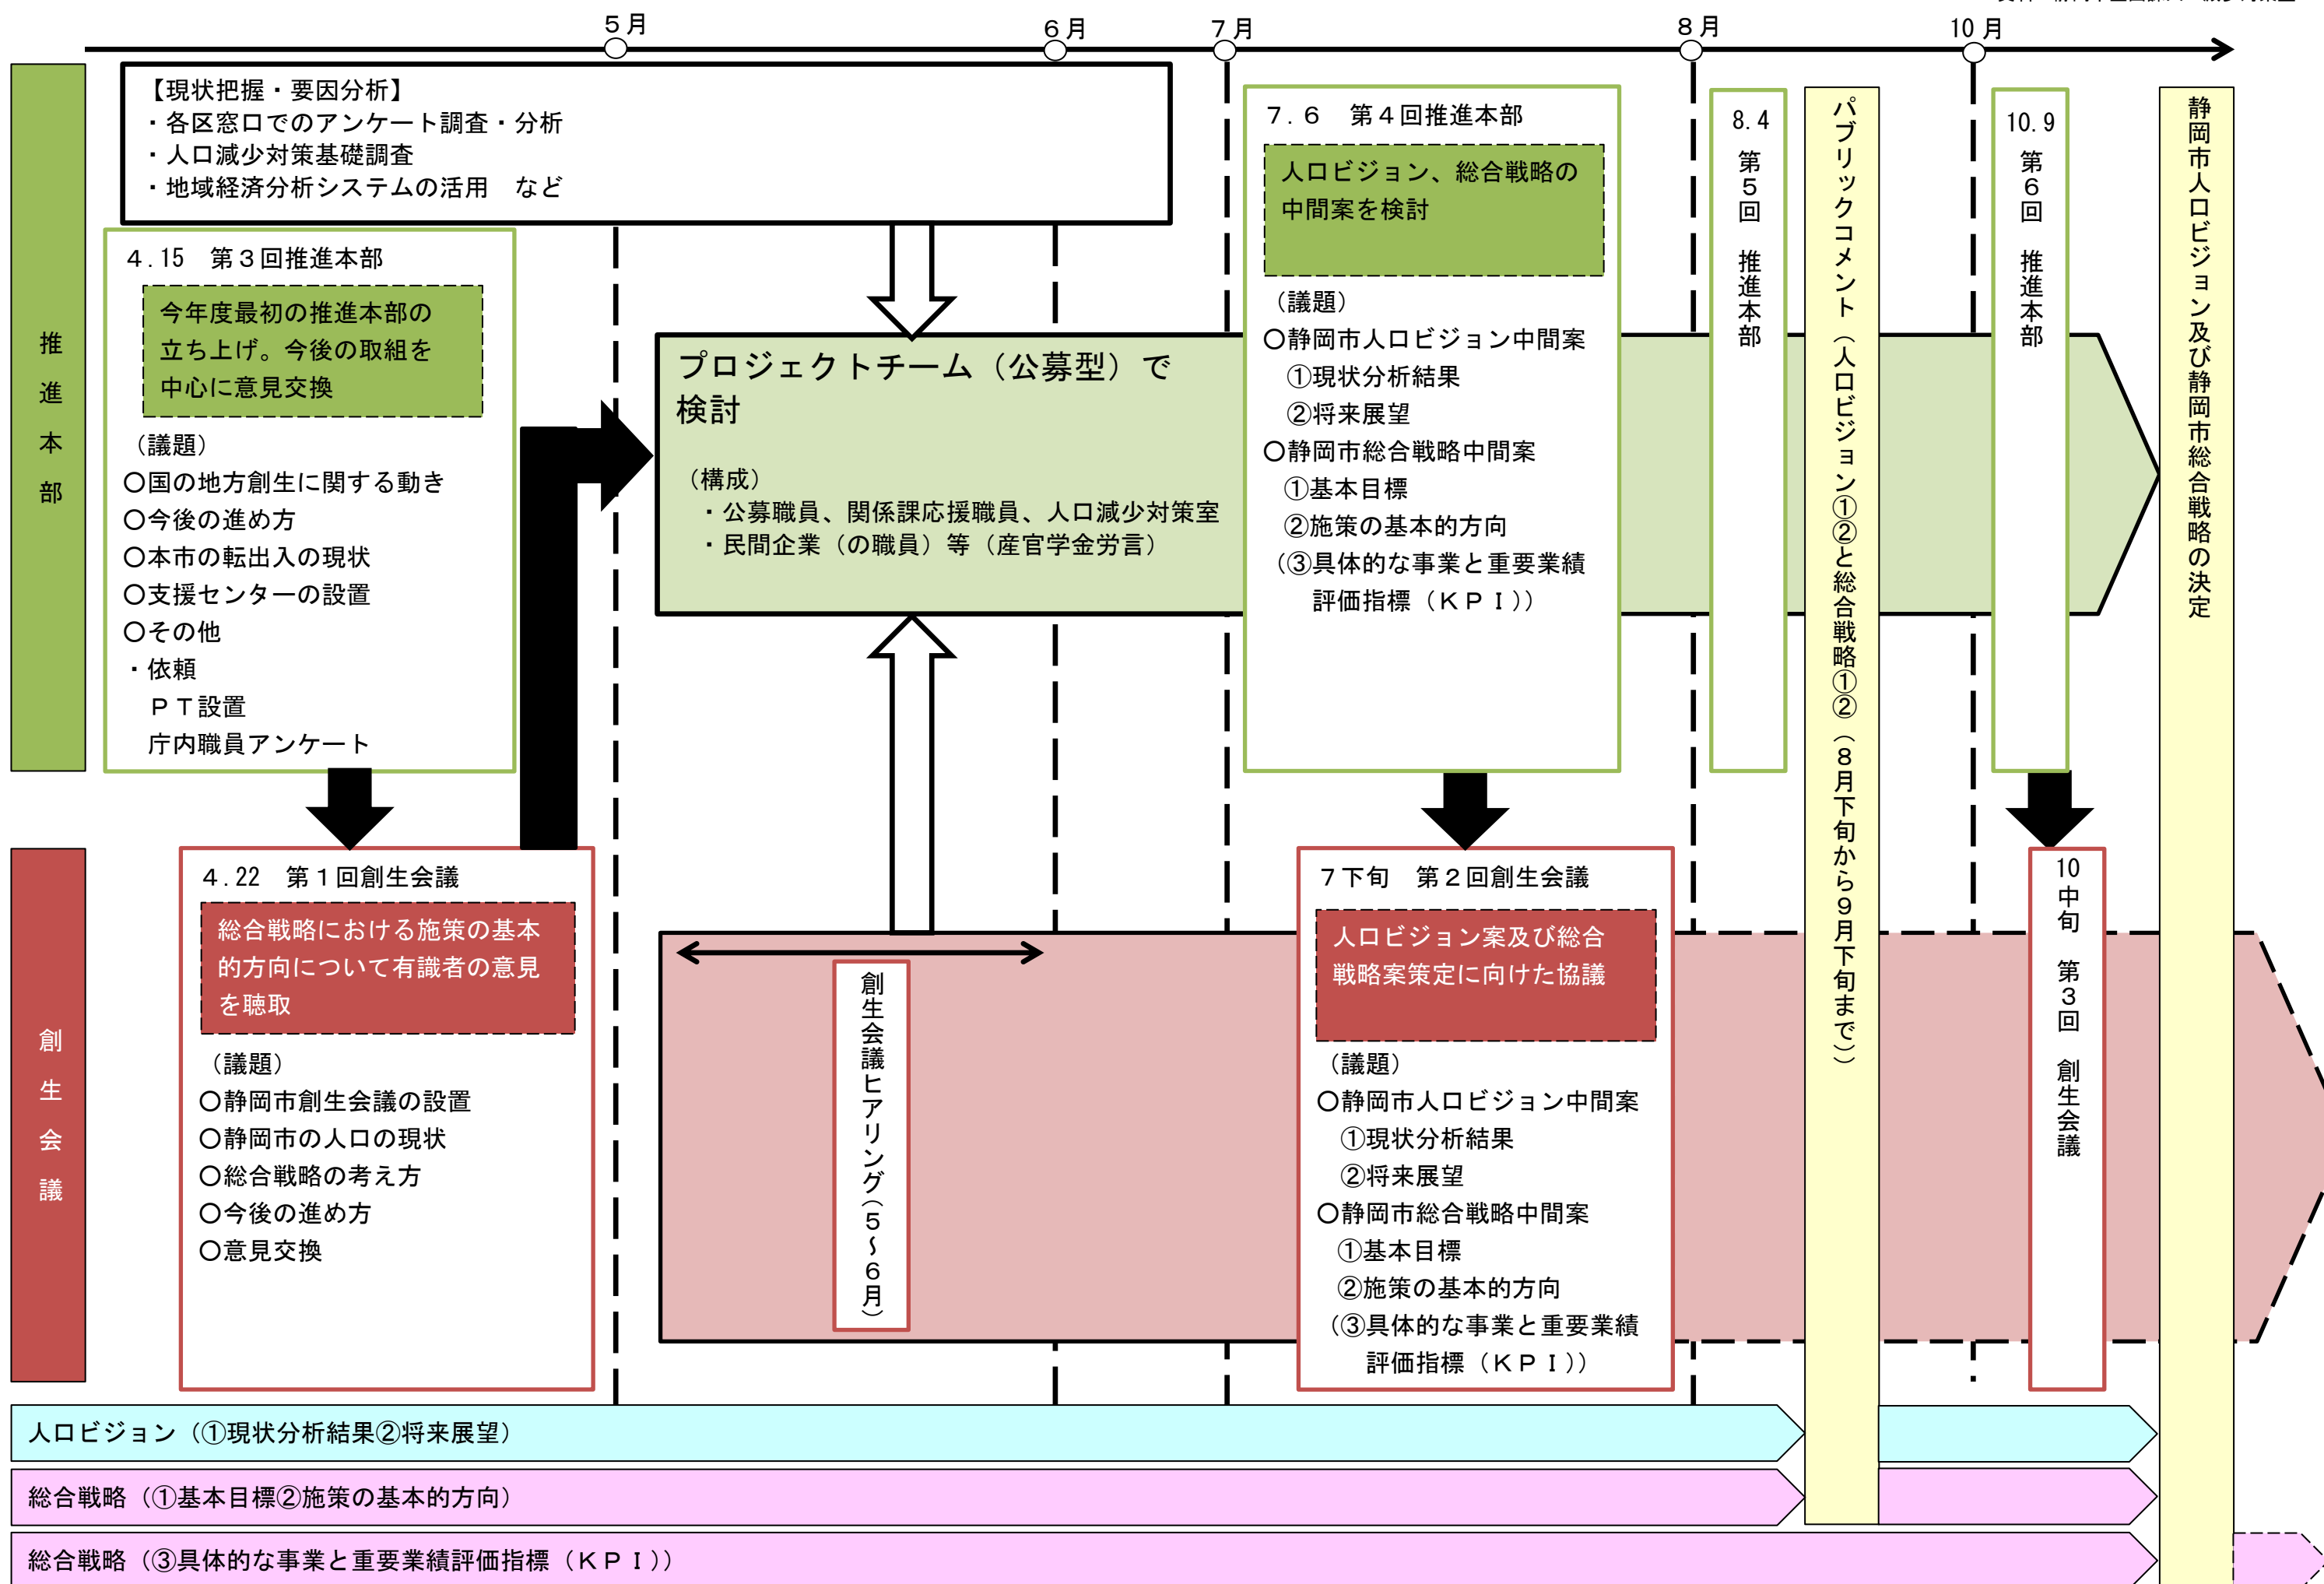 5月
6月
7月
8月
10月
推進本部
【現状把握・要因分析】
・各区窓口でのアンケート調査・分析
・人口減少対策基礎調査
・地域経済分析システムの活用　など
4.15　第3回推進本部
今年度最初の推進本部の
立ち上げ。今後の取組を
中心に意見交換
（議題）
○国の地方創生に関する動き
○今後の進め方
○本市の転出入の現状
○支援センターの設置
○その他
・依頼
ＰＴ設置
庁内職員アンケート
プロジェクトチーム（公募型）で
検討
（構成）
・公募職員、関係課応援職員、人口減少対策室
・民間企業（の職員）等（産官学金労言）
7.6　第4回推進本部
人口ビジョン、総合戦略の
中間案を検討
（議題）
○静岡市人口ビジョン中間案
①現状分析結果
②将来展望
○静岡市総合戦略中間案
①基本目標
②施策の基本的方向
（③具体的な事業と重要業績
評価指標（ＫＰＩ））
8.4　第5回　推進本部
パブリックコメント（人口ビジョン①②と総合戦略①②（8月下旬から9月下旬まで））
10.9　第6回　推進本部
静岡市人口ビジョン及び静岡市総合戦略の決定
創生会議
4.22　第1回創生会議
総合戦略における施策の基本
的方向について有識者の意見
を聴取
（議題）
○静岡市創生会議の設置
○静岡市の人口の現状
○総合戦略の考え方
○今後の進め方
○意見交換
創生会議ヒアリング（5～6月）
7下旬　第2回創生会議
人口ビジョン案及び総合
戦略案策定に向けた協議
（議題）
○静岡市人口ビジョン中間案
①現状分析結果
②将来展望
○静岡市総合戦略中間案
①基本目標
②施策の基本的方向
（③具体的な事業と重要業績
評価指標（ＫＰＩ））
10中旬　第3回　創生会議
人口ビジョン（①現状分析結果②将来展望）
総合戦略（①基本目標②施策の基本的方向）
総合戦略（③具体的な事業と重要業績評価指標（ＫＰＩ））